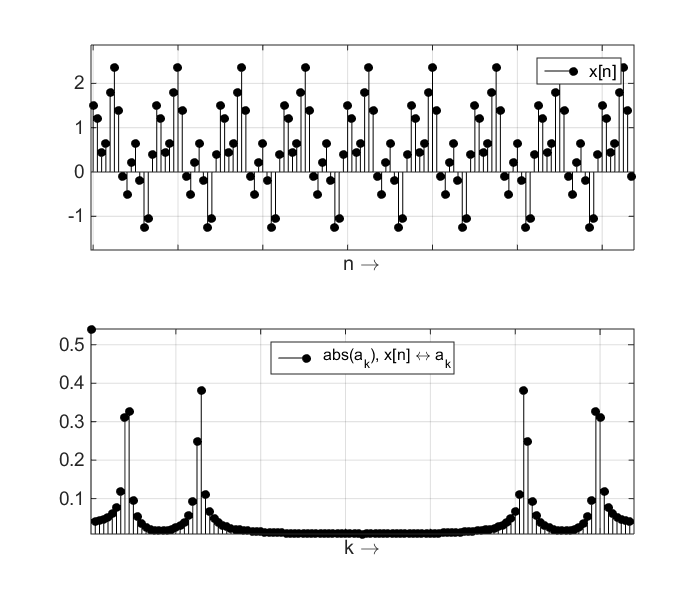 x[n]
2
1
0
-1
n →
abs(a_k), x[n] ↔ a_k
0.5
0.4
0.3
0.2
0.1
k →